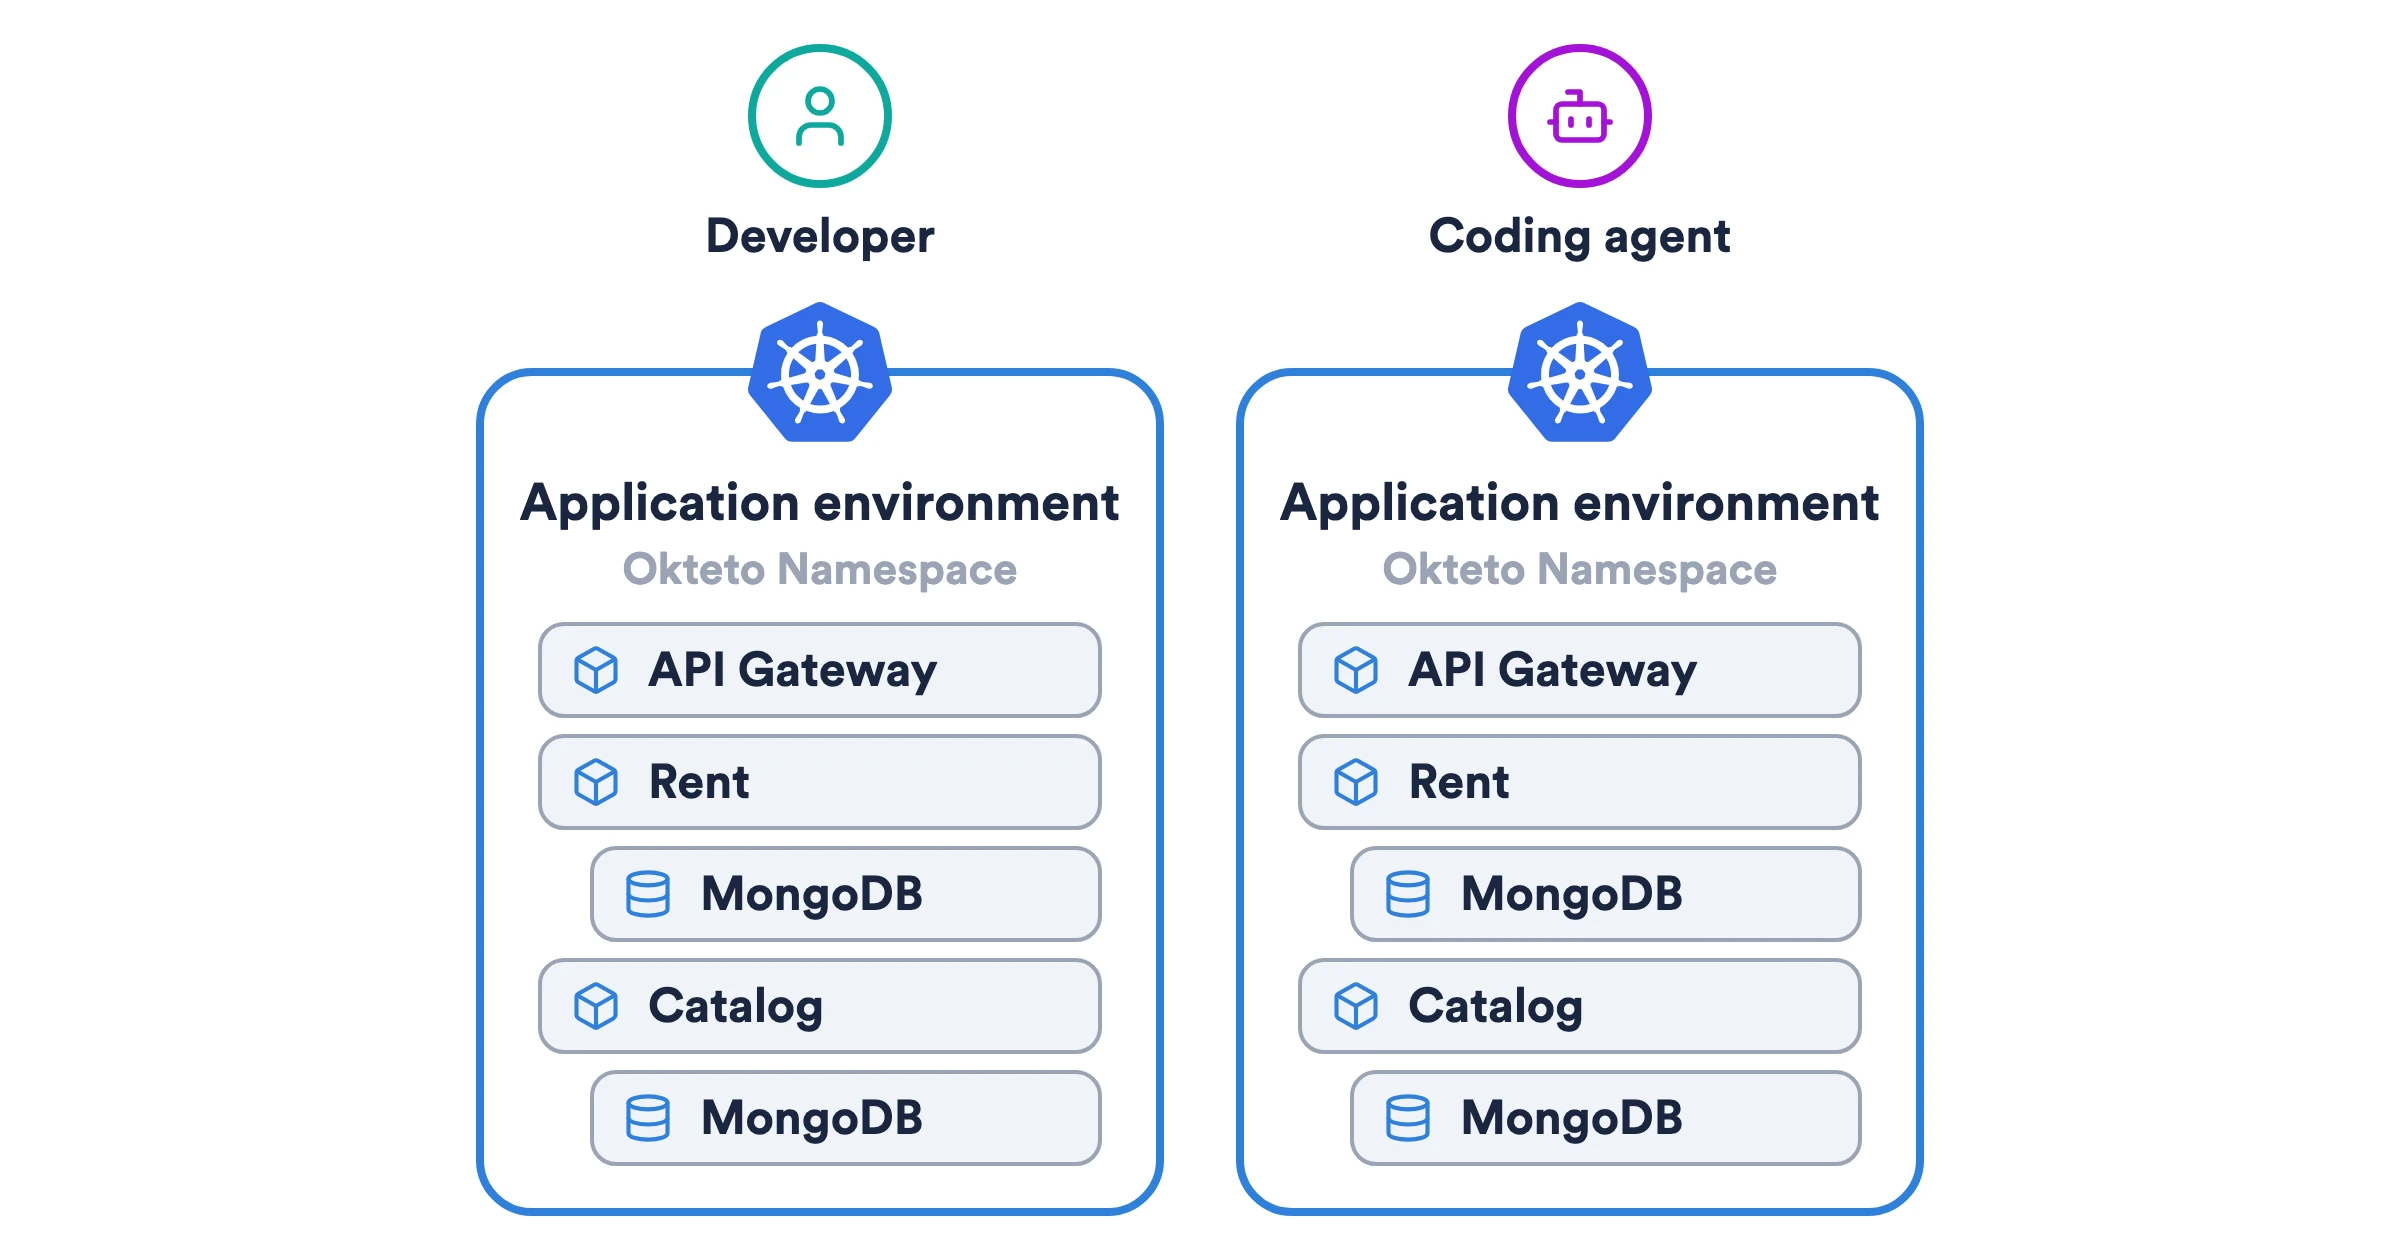 Developer
Application environment
Okteto Namespace
API Gateway
Rent
MongoDB
Catalog
MongoDB
Coding agent
Application environment
Okteto Namespace
API Gateway
Rent
MongoDB
Catalog
MongoDB